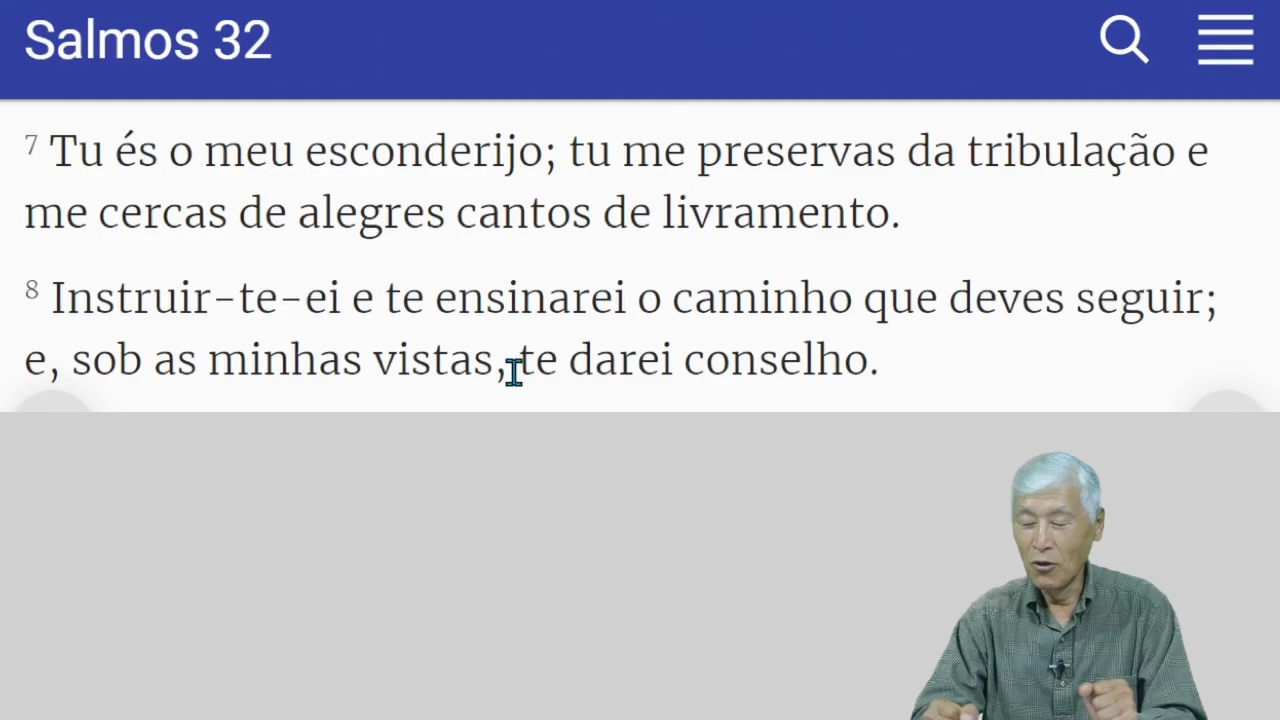 Salmos 32
7 Tu és o meu esconderijo; tu me preservas da tribulação e
me cercas de alegres cantos de livramento.
8 Instruir-te-ei e te ensinarei o caminho que deves seguir;
e, sob as minhas vistas, te darei conselho.